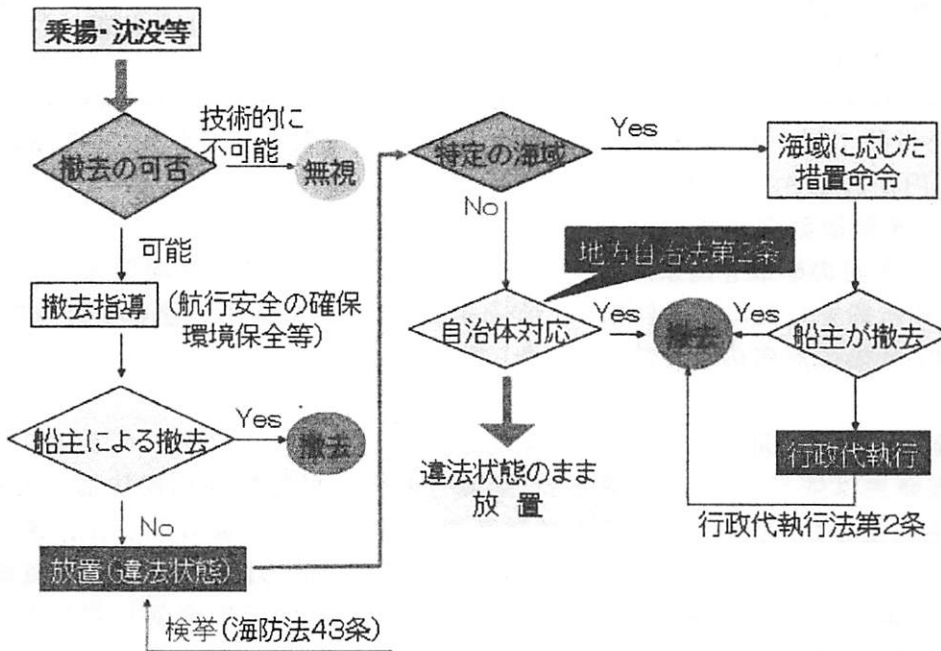 乗揚・沈没等
撤去の可否
技術的に
不可能
無視
可能
撤去指導
(航行安全の確保
環境保全等)
船主による撤去
Yes
撤去
No
放置(違法状態)
検挙(海防法43条)
特定の海域
Yes
海域に応じた
措置命令
No
地方自治法第2条
自治体対応
Yes
撤去
Yes
船主が撤去
違法状態のまま
放 置
行政代執行
行政代執行法第2条